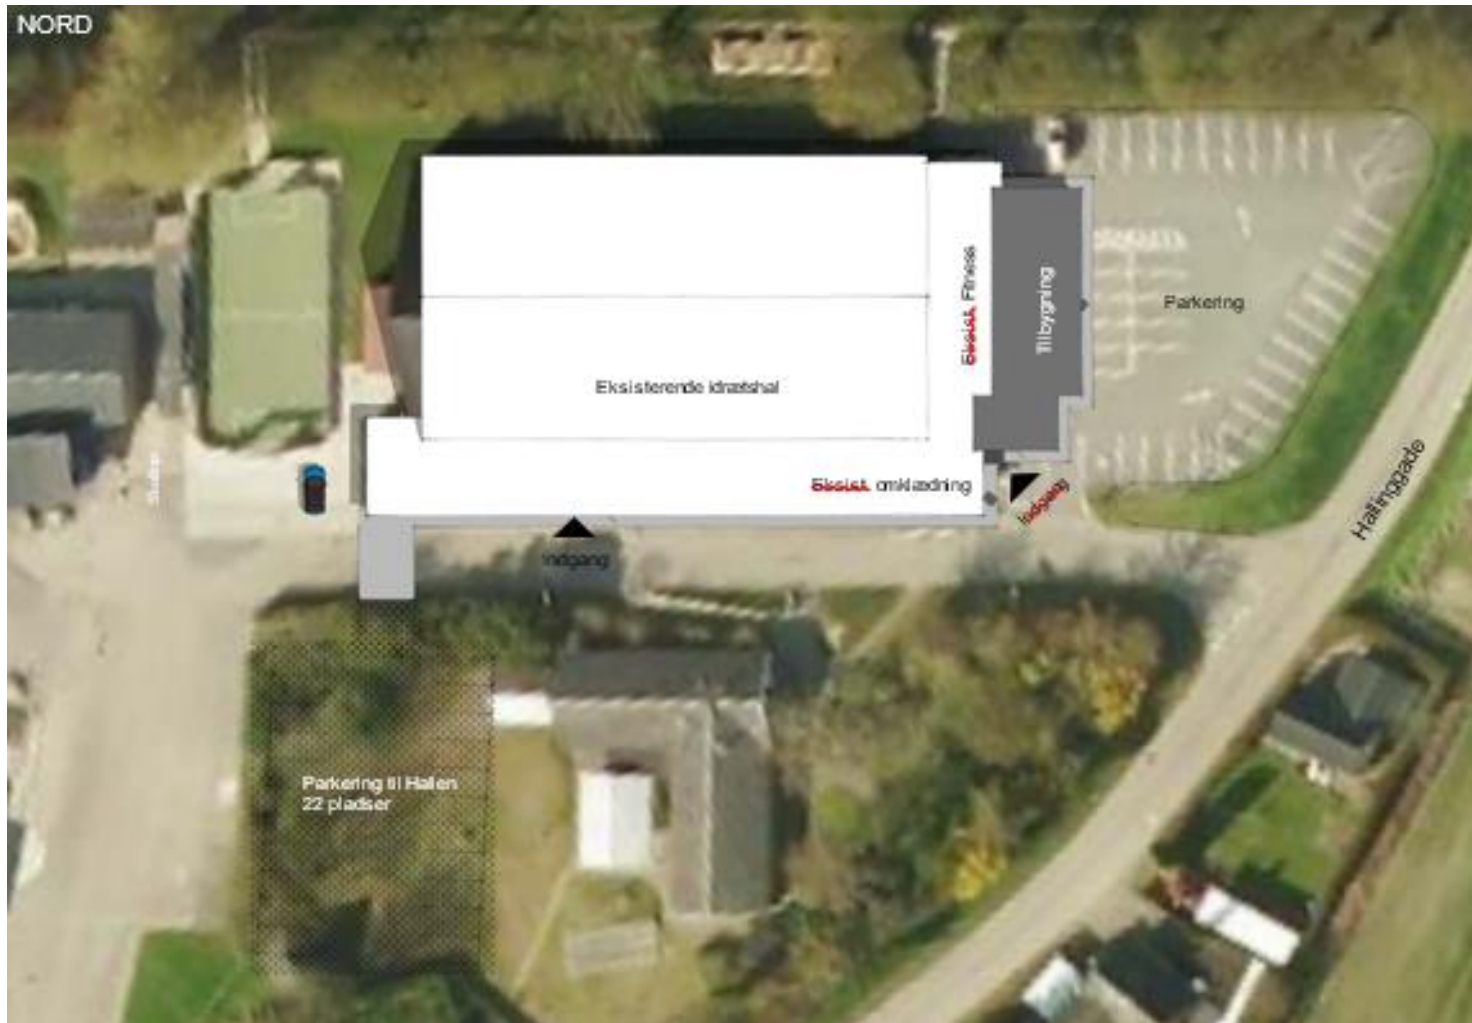 NORD
Eksist. Fitness
Tilbygning
Parkering
Eksisterende idrætshal
Eksist. omklædning
Indgang
Indgang
Hallinggade
Parkering til Hallen
22 pladser